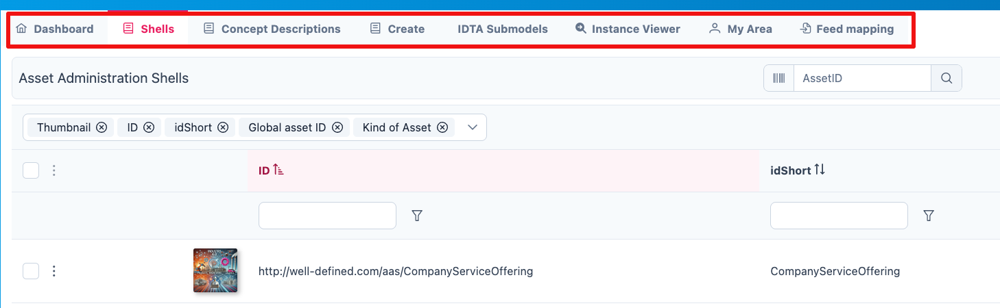 Dashboard Shells Concept Descriptions Create IDTA Submodels Instance Viewer My Area Feed mapping
Asset Administration Shells AssetID
Thumbnail ID idShort Global asset ID Kind of Asset
ID idShort
http://well-defined.com/aas/CompanyServiceOffering CompanyServiceOffering